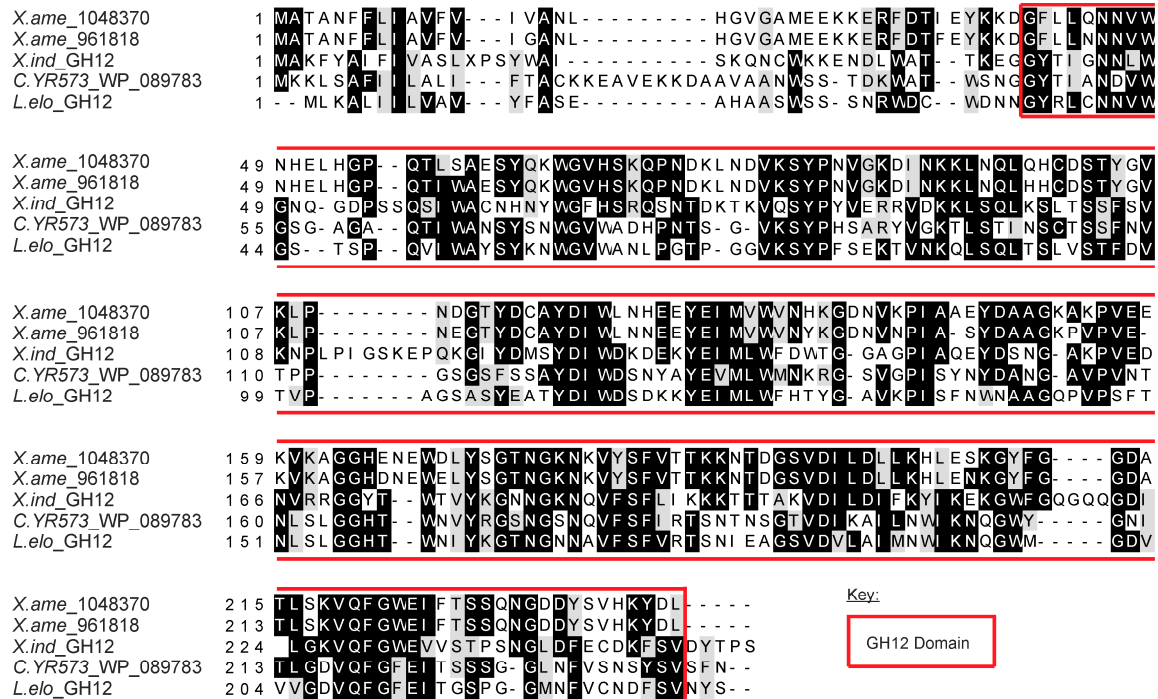 X.ame_1048370 1 MATANFFLIAVFV---IVANL---------HGVGAMEEKKERFDTIEYKKDGFLLQNNVW
X.ame_961818 1 MATANFFLIAVFV---IGANL---------HGVGAMEEKKERFDTFEYKKDGFLLNNNVW
X.ind_GH12 1 MAKFYAIFIVASLXPSYWAI----------SKQNCWKKENDLWAT--TKEGGYTIGNNLW
C.YR573_WP_089783 1 MKKLSAFIILALI---FTACKKEAVEKKDAAVAANWSS-TDKWAT--WSNGGYTIANDVW
L.elo_GH12 1 --MLKALIILVAV---YFASE---------AHAASWSS-SNRWDC--WDNNGYRLCNNVW
X.ame_1048370 49 NHELHGP--QTLSAESYQKWGVHSKQPNDKLNDVKSYPNVGKDINKKLNQLQHCDSTYGV
X.ame_961818 49 NHELHGP--QTIWAESYQKWGVHSKQPNDKLNDVKSYPNVGKDINKKLNQLHHCDSTYGV
X.ind_GH12 49 GNQ-GDPSSQSIWACNHNYWGFHSRQSNTDKTKVQSYPYVERRVDKKLSQLKSLTSSFSV
C.YR573_WP_089783 55 GSG-AGA--QTIWANSYSNWGVWADHPNTS-G-VKSYPHSARYVGKTLSTINSCTSSFNV
L.elo_GH12 44 GS--TSP--QVIWAYSYKNWGVWANLPGTP-GGVKSYPFSEKTVNKQLSQLTSLVSTFDV
X.ame_1048370 107 KLP--------NDGTYDCAYDIWLNHEEYEIMVWVNHKGDNVKPIAAEYDAAGKAKPVEE
X.ame_961818 107 KLP--------NDGTYDCAYDIWLNNEEYEIMVWVNYKGDNVNPIA-SYDAAGKPVPVE-
X.ind_GH12 108 KNPLPIGSKEPQKGIYDMSYDIWDKDEKYEIMLWFDWTG-GAGPIAQEYDSNG-AKPVED
C.YR573_WP_089783 110 TPP--------GSGSFSSAYDIWDSNYAYEVMLWMNKRG-SVGPISYNYDANG-AVPVNT
L.elo_GH12 99 TVP-------AGSASYEATYDIWDSDKKYEIMLWFHTYG-AVKPISFNWNAAGQPVPSFT
X.ame_1048370 159 KVKAGGHENEWDLYSGTNGKNKVYSFVTTKKNTDGSVDILDLLKHLESKGYFG----GDA
X.ame_961818 157 KVKAGGHDNEWELYSGTNGKNKVYSFVTTKKNTDGSVDILDLLKHLENKGYFG----GDA
X.ind_GH12 166 NVRRGGYT--WTVYKGNNGKNQVFSFLIKKKTTTAKVDILDIFKYIKEKGWFGQGQQGDI
C.YR573_WP_089783 160 NLSLGGHT--WNVYRGSNGSNQVFSFIRTSNTNSGTVDIKAILNWIKNQGWY-----GNI
L.elo_GH12 151 NLSLGGHT--WNIYKGTNGNNAVFSFVRTSNIEAGSVDVLAIMNWIKNQGWM-----GDV
X.ame_1048370 215 TLSKVQFGWEIFTSSQNGDDYSVHKYDL-----
X.ame_961818 213 TLSKVQFGWEIFTSSQNGDDYSVHKYDL-----
X.ind_GH12 224 LGKVQFGWEVVSTPSNGLDFECDKFSVDYTPS
C.YR573_WP_089783 213 TLGDVQFGFEITSSSG-GLNFVSNSYSVSFN--
L.elo_GH12 204 VVGDVQFGFEITGSPG-GMNFVCNDFSVNYS--
Key:
GH12 Domain